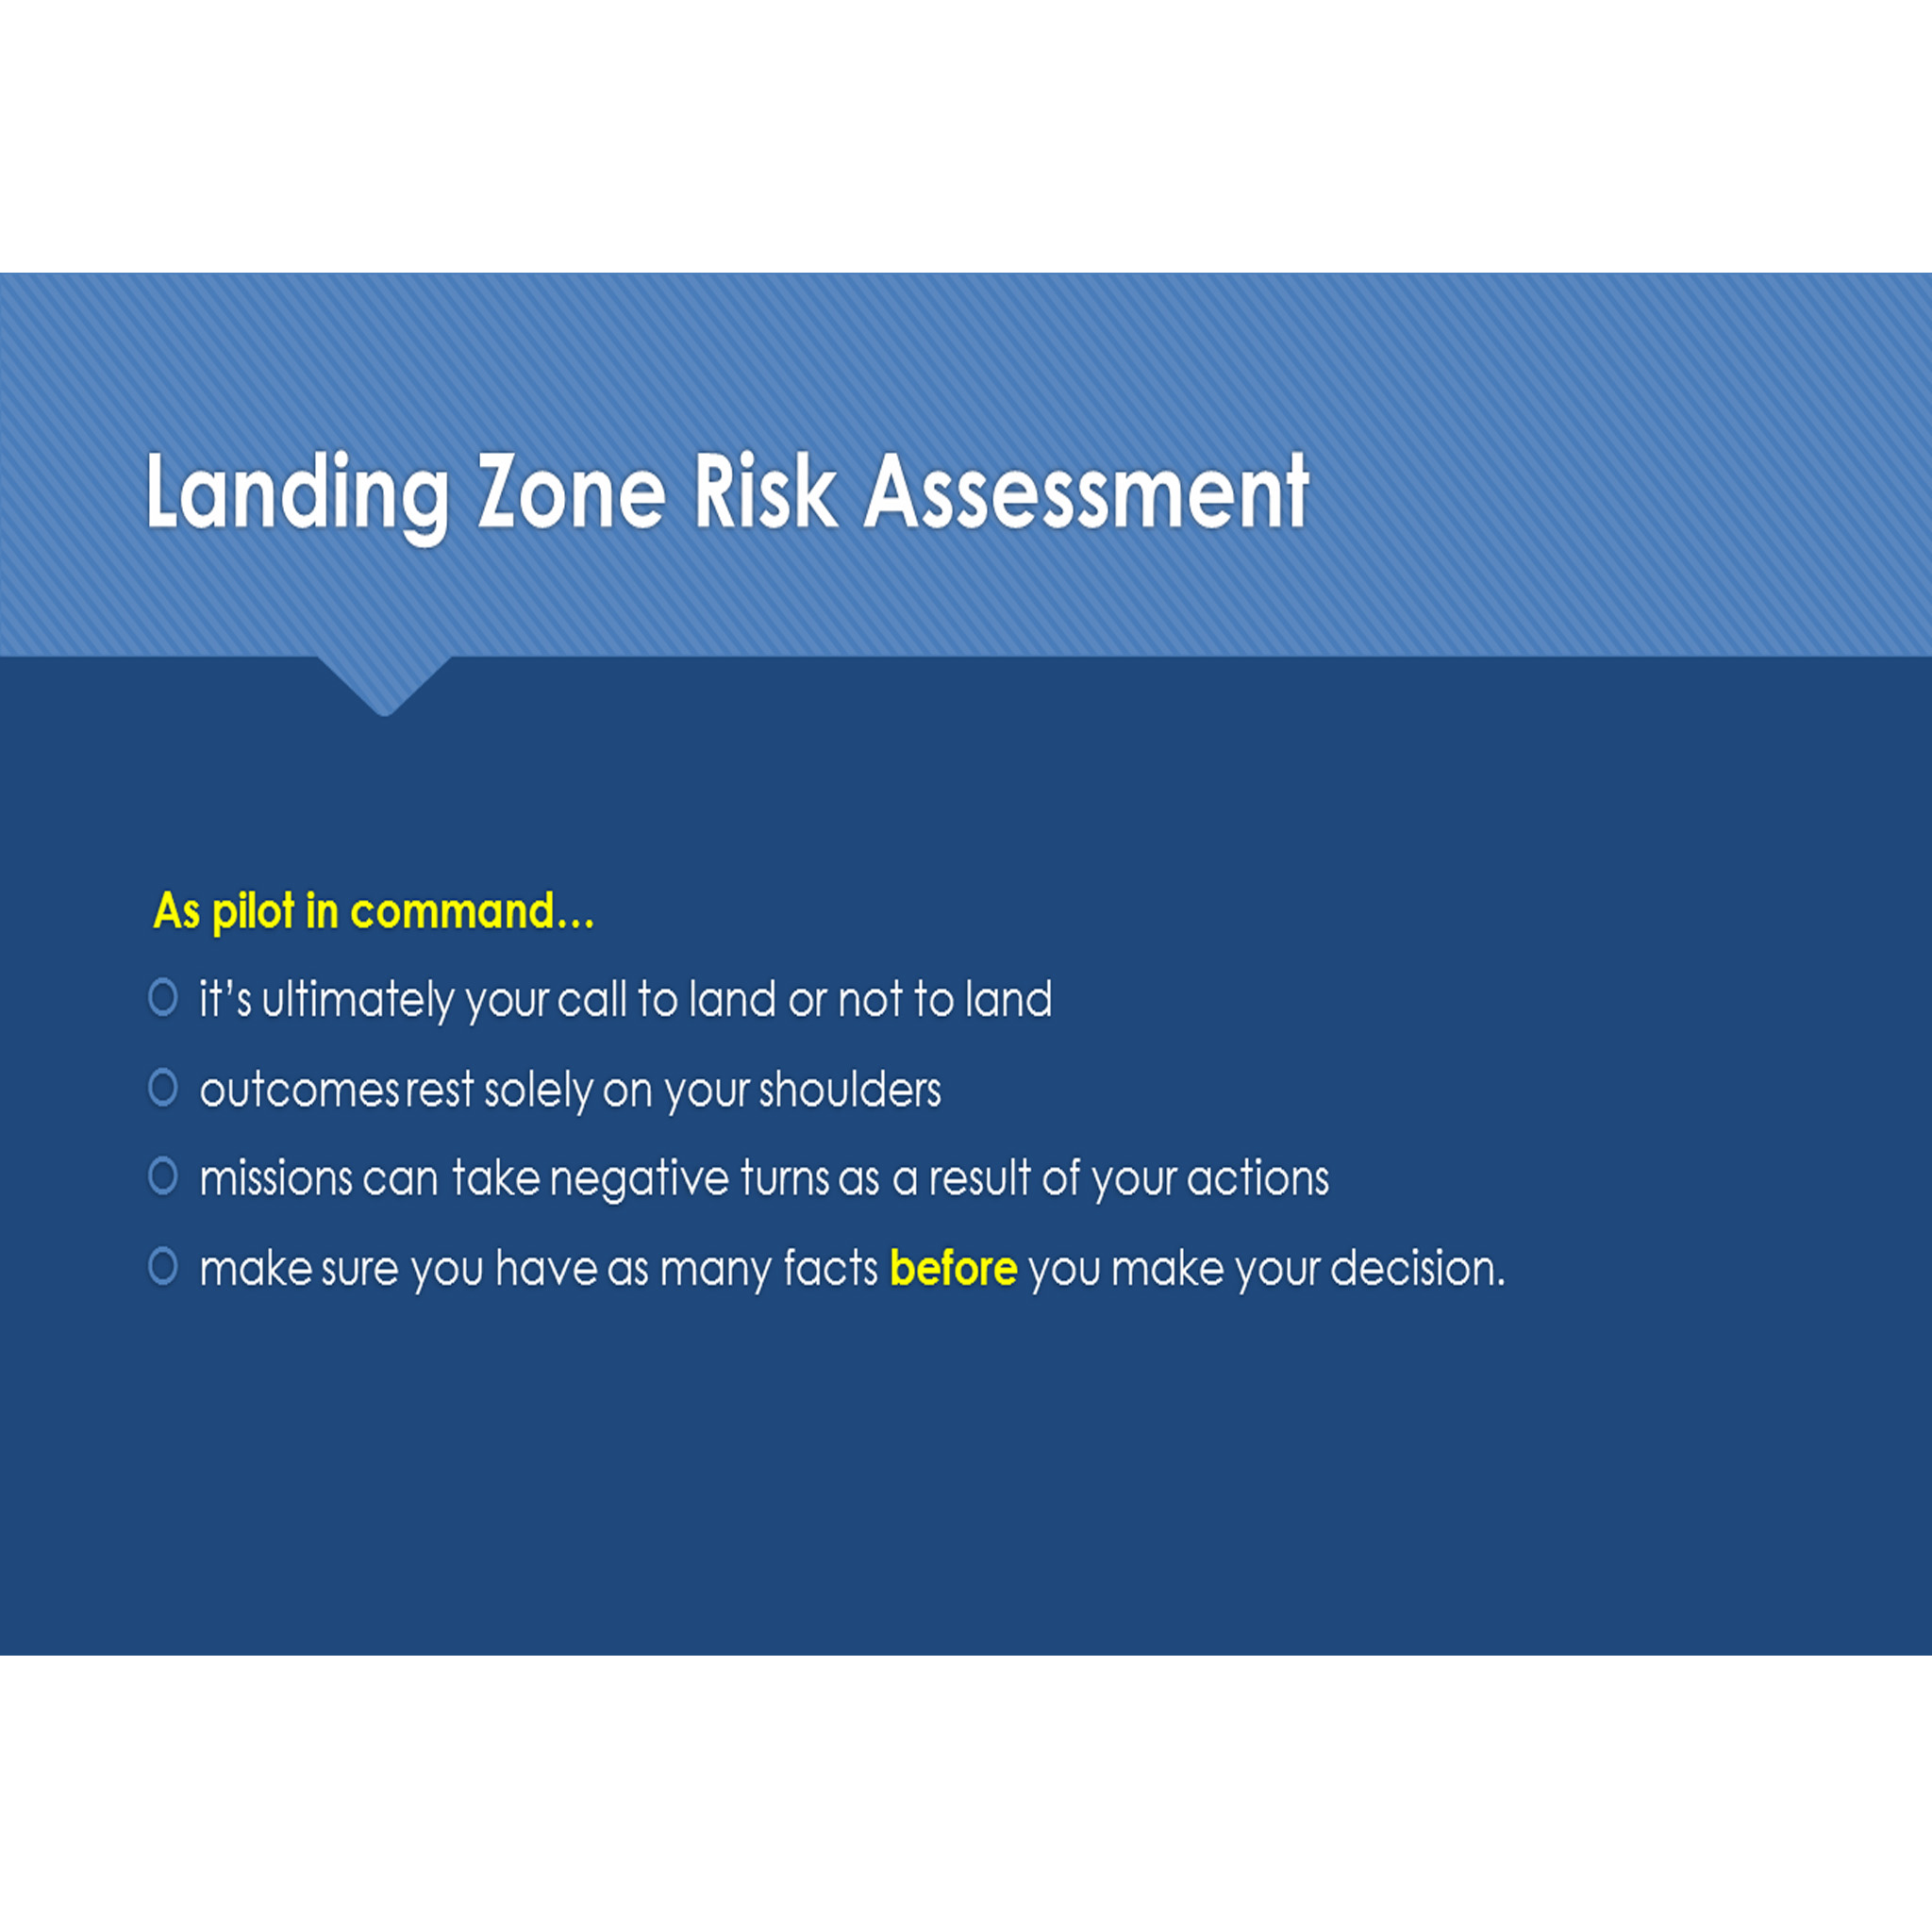 Landing Zone Risk Assessment
As pilot in command...
it's ultimately your call to land or not to land
outcomes rest solely on your shoulders
missions can take negative turns as a result of your actions
make sure you have as many facts before you make your decision.